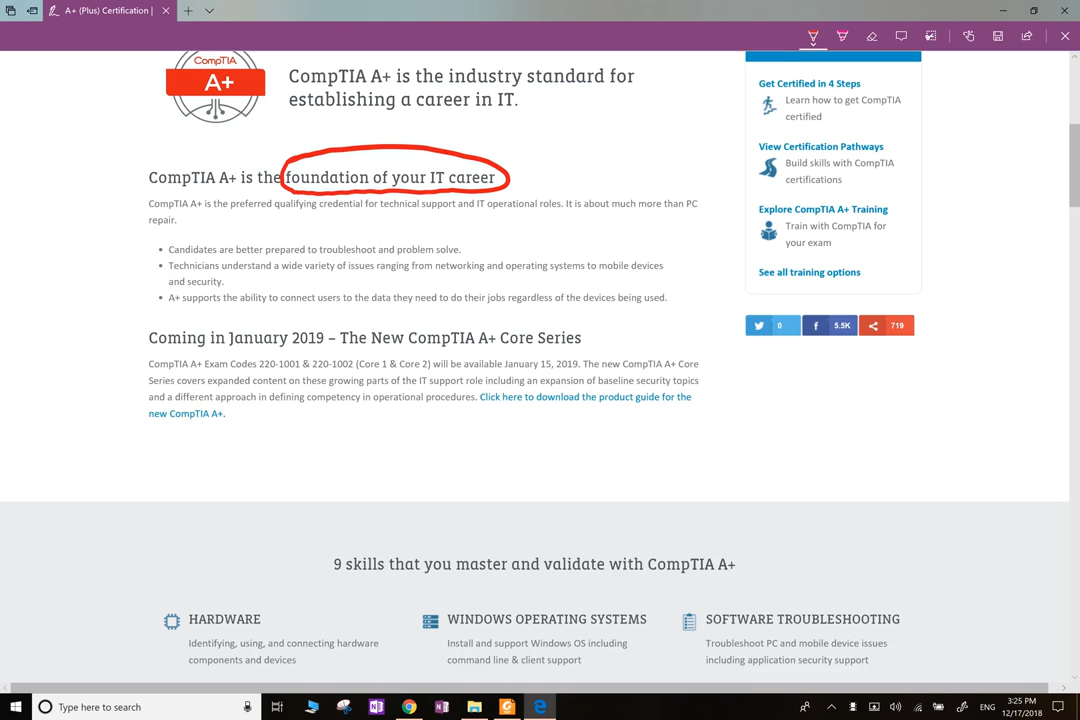 A+ (Plus) Certification |
CompTIA
A+
CompTIA A+ is the industry standard for
establishing a career in IT.
CompTIA A+ is the foundation of your IT career
CompTIA A+ is the preferred qualifying credential for technical support and IT operational roles. It is about much more than PC
repair.
• Candidates are better prepared to troubleshoot and problem solve.
• Technicians understand a wide variety of issues ranging from networking and operating systems to mobile devices
and security.
• A+ supports the ability to connect users to the data they need to do their jobs regardless of the devices being used.
Coming in January 2019 – The New CompTIA A+ Core Series
CompTIA A+ Exam Codes 220-1001 & 220-1002 (Core 1 & Core 2) will be available January 15, 2019. The new CompTIA A+ Core
Series covers expanded content on these growing parts of the IT support role including an expansion of baseline security topics
and a different approach in defining competency in operational procedures. Click here to download the product guide for the
new CompTIA A+.
Get Certified in 4 Steps
Learn how to get CompTIA
certified
View Certification Pathways
Build skills with CompTIA
certifications
Explore CompTIA A+ Training
Train with CompTIA for
your exam
See all training options
0
5.5K
719
9 skills that you master and validate with CompTIA A+
HARDWARE
Identifying, using, and connecting hardware
components and devices
WINDOWS OPERATING SYSTEMS
Install and support Windows OS including
command line & client support
SOFTWARE TROUBLESHOOTING
Troubleshoot PC and mobile device issues
including application security support
Type here to search
ENG
3:25 PM
12/17/2018